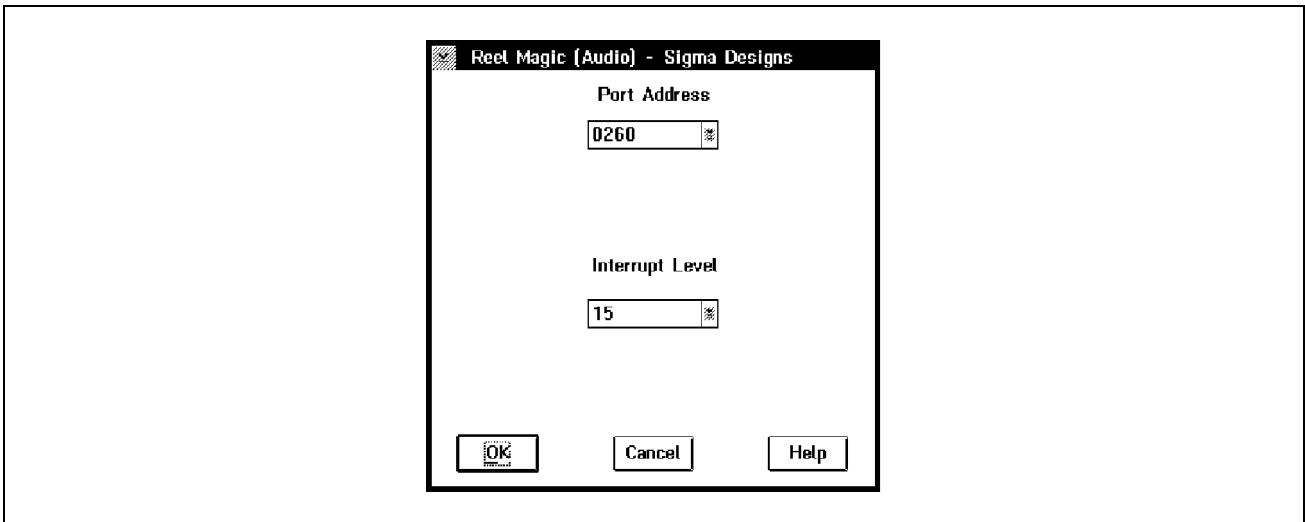 Reel Magic (Audio) - Sigma Designs
Port Address
0260
Interrupt Level
15
OK Cancel Help